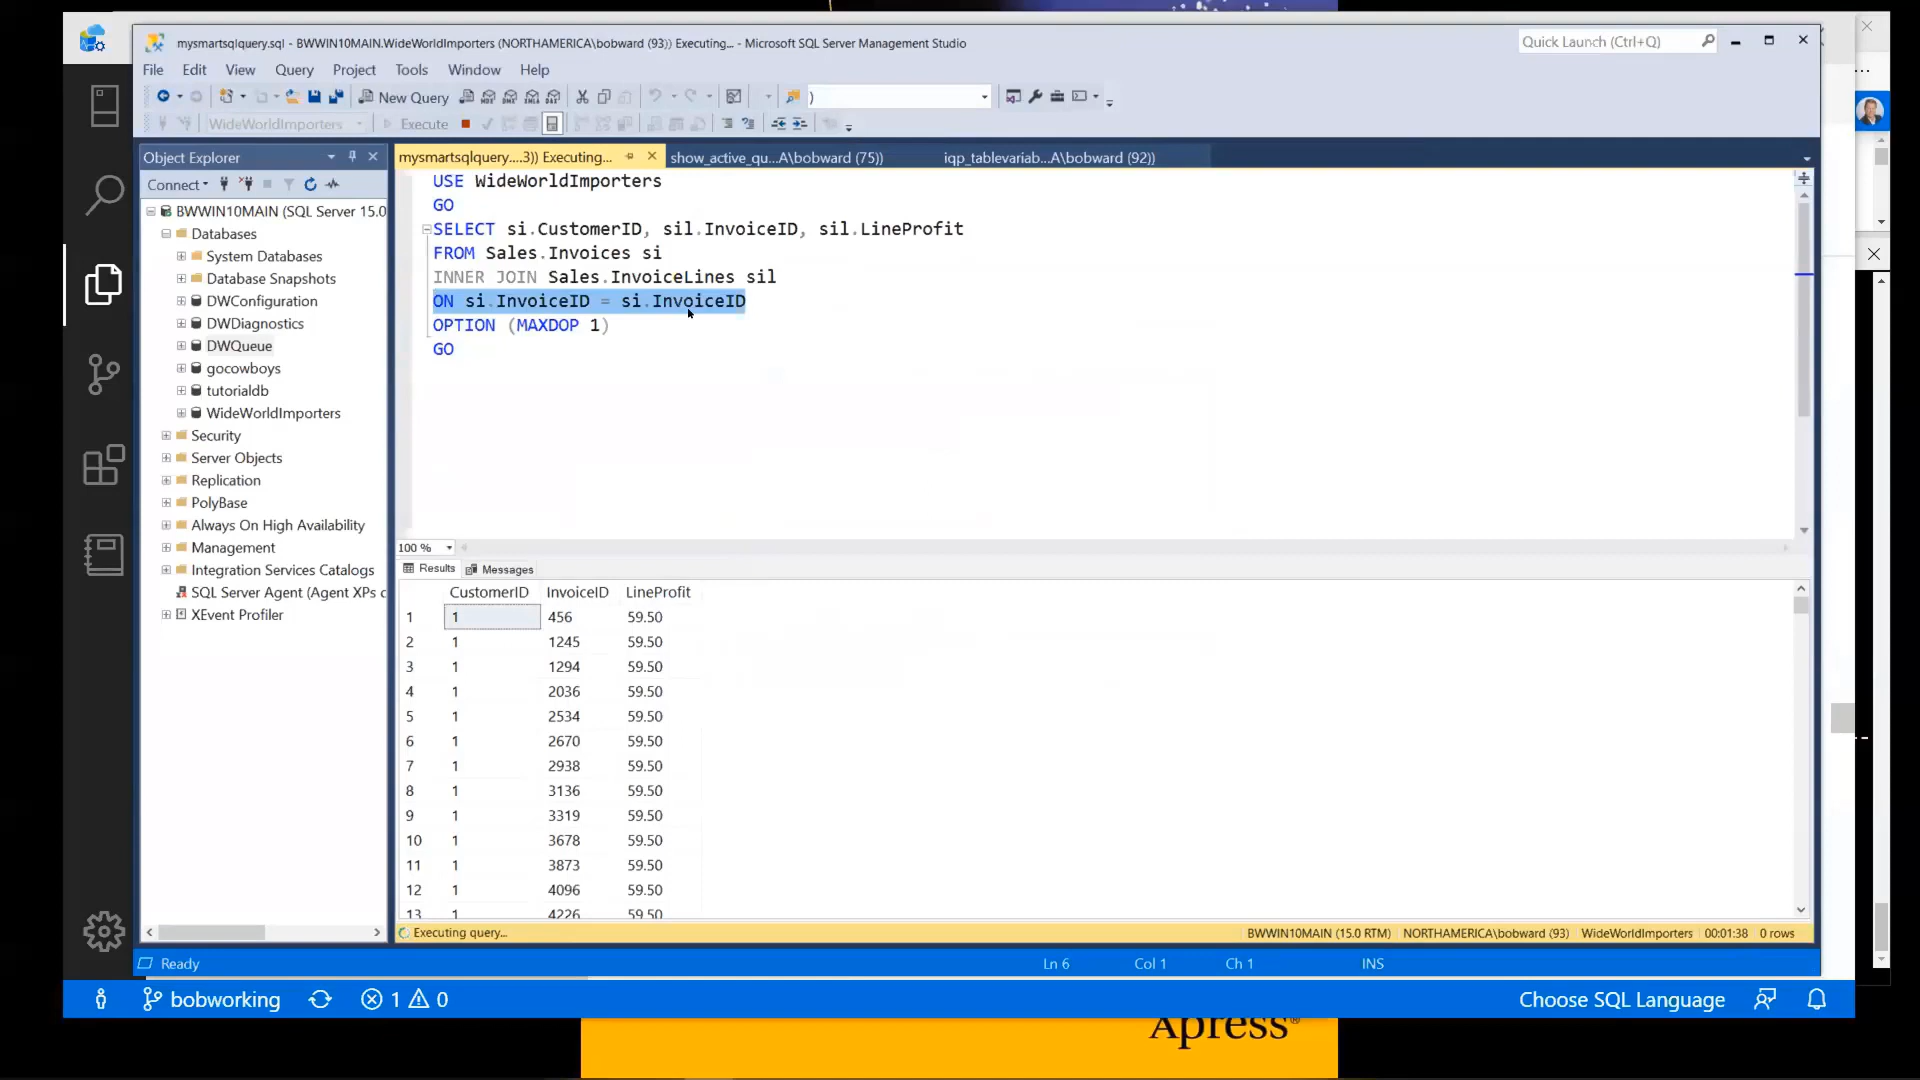 mysmartsqlquery.sql - BWWIN10MAIN.WideWorldImporters (NORTHAMERICA\bobward (93)) Executing... - Microsoft SQL Server Management Studio
Quick Launch (Ctrl+Q)
File Edit View Query Project Tools Window Help
New Query )
WideWorldImporters Execute
Object Explorer
mysmartsqlquery....3)) Executing... show_active_qu...A\bobward (75)) iqp_tablevariab...A\bobward (92))
Connect
BWWIN10MAIN (SQL Server 15.0
Databases
System Databases
Database Snapshots
DWConfiguration
DWDiagnostics
DWQueue
gocowboys
tutorialdb
WideWorldImporters
Security
Server Objects
Replication
PolyBase
Always On High Availability
Management
Integration Services Catalogs
SQL Server Agent (Agent XPs c
XEvent Profiler
USE WideWorldImporters
GO
SELECT si.CustomerID, sil.InvoiceID, sil.LineProfit
FROM Sales.Invoices si
INNER JOIN Sales.InvoiceLines sil
ON si.InvoiceID = si.InvoiceID
OPTION (MAXDOP 1)
GO
100 %
Results Messages
CustomerID InvoiceID LineProfit
1 1 456 59.50
2 1 1245 59.50
3 1 1294 59.50
4 1 2036 59.50
5 1 2534 59.50
6 1 2670 59.50
7 1 2938 59.50
8 1 3136 59.50
9 1 3319 59.50
10 1 3678 59.50
11 1 3873 59.50
12 1 4096 59.50
13 1 4226 59.50
Executing query... BWWIN10MAIN (15.0 RTM) NORTHAMERICA\bobward (93) WideWorldImporters 00:01:38 0 rows
Ready Ln 6 Col 1 Ch 1 INS
bobworking 1 0 Choose SQL Language
Apress®